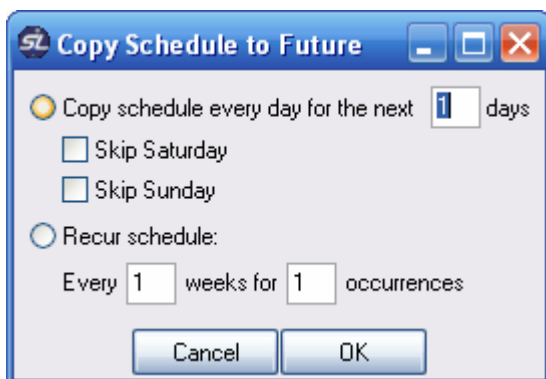 SL Copy Schedule to Future
Copy schedule every day for the next 1 days
Skip Saturday
Skip Sunday
Recur schedule:
Every 1 weeks for 1 occurrences
Cancel OK